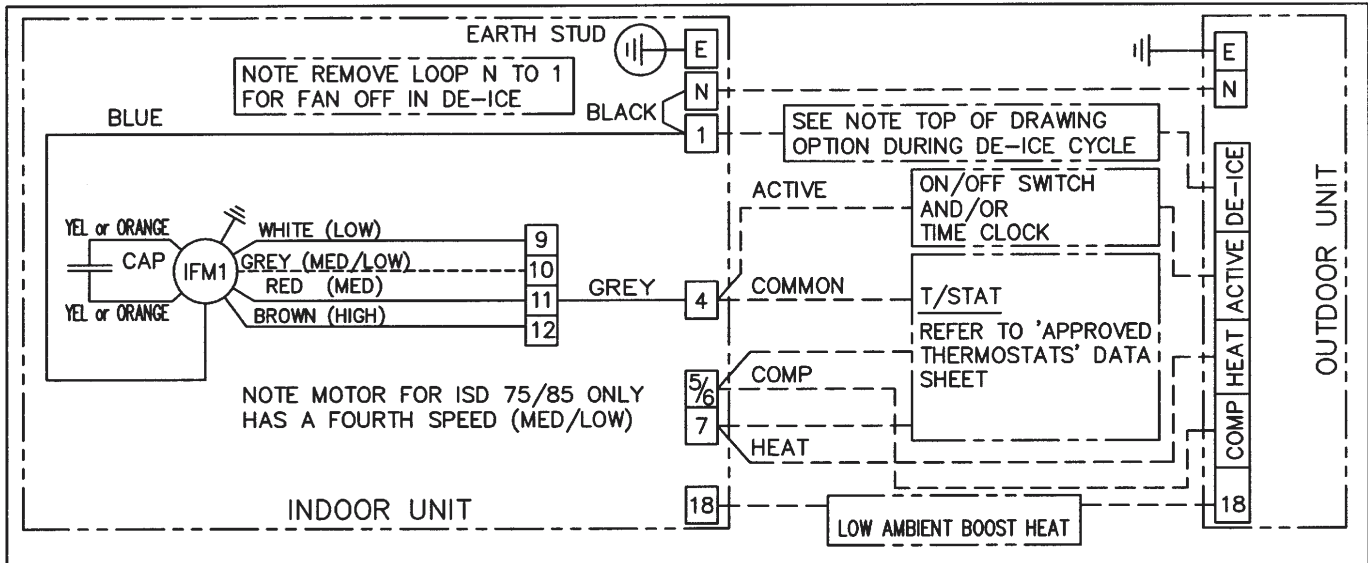 EARTH STUD
E
NOTE REMOVE LOOP N TO 1
FOR FAN OFF IN DE-ICE
N
BLACK
1
BLUE
SEE NOTE TOP OF DRAWING
OPTION DURING DE-ICE CYCLE
E
N
ACTIVE
ON/OFF SWITCH
AND/OR
TIME CLOCK
YEL or ORANGE
CAP
YEL or ORANGE
IFM1
WHITE (LOW)
GREY (MED/LOW)
RED (MED)
BROWN (HIGH)
9
10
11
12
GREY
4
COMMON
T/STAT
REFER TO 'APPROVED
THERMOSTATS' DATA
SHEET
NOTE MOTOR FOR ISD 75/85 ONLY
HAS A FOURTH SPEED (MED/LOW)
5/6
7
COMP
HEAT
DE-ICE
ACTIVE
HEAT
COMP
18
OUTDOOR UNIT
INDOOR UNIT
18
LOW AMBIENT BOOST HEAT